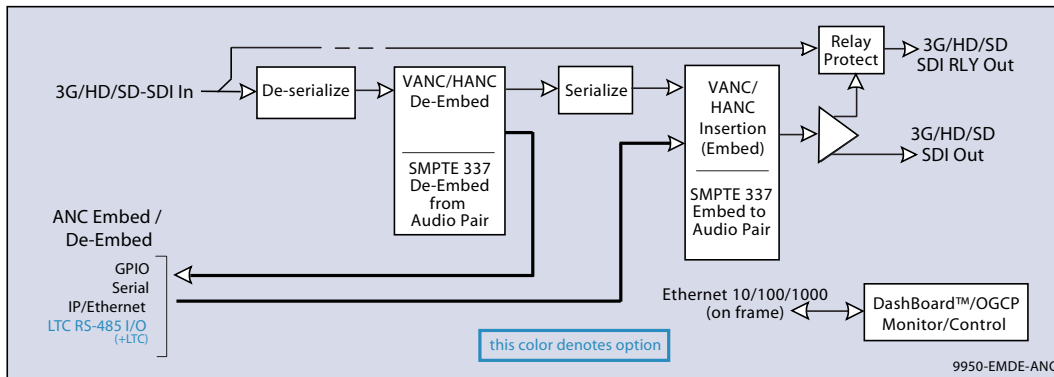 3G/HD/SD-SDI In
De-serialize
VANC/HANC
De-Embed
SMPTE 337
De-Embed
from
Audio Pair
Serialize
VANC/
HANC
Insertion
(Embed)
SMPTE 337
Embed to
Audio Pair
Relay
Protect
3G/HD/SD
SDI RLY Out
3G/HD/SD
SDI Out
ANC Embed /
De-Embed
GPIO
Serial
IP/Ethernet
LTC RS-485 I/O
(+LTC)
Ethernet 10/100/1000
(on frame)
DashBoard™/OGCP
Monitor/Control
this color denotes option
9950-EMDE-ANC